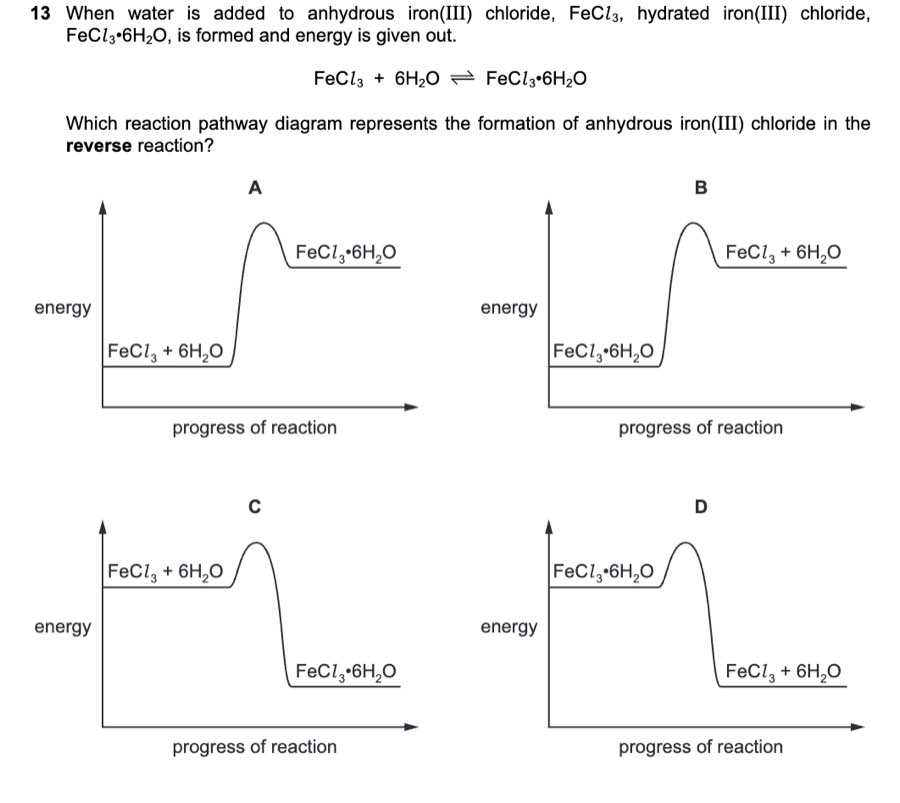 13 When water is added to anhydrous iron(III) chloride, FeCl₃, hydrated iron(III) chloride,
FeCl₃•6H₂O, is formed and energy is given out.
FeCl₃ + 6H₂O ⇌ FeCl₃•6H₂O
Which reaction pathway diagram represents the formation of anhydrous iron(III) chloride in the
reverse reaction?
A
energy
FeCl₃ + 6H₂O
FeCl₃•6H₂O
progress of reaction
B
energy
FeCl₃•6H₂O
FeCl₃ + 6H₂O
progress of reaction
C
energy
FeCl₃ + 6H₂O
FeCl₃•6H₂O
progress of reaction
D
energy
FeCl₃•6H₂O
FeCl₃ + 6H₂O
progress of reaction